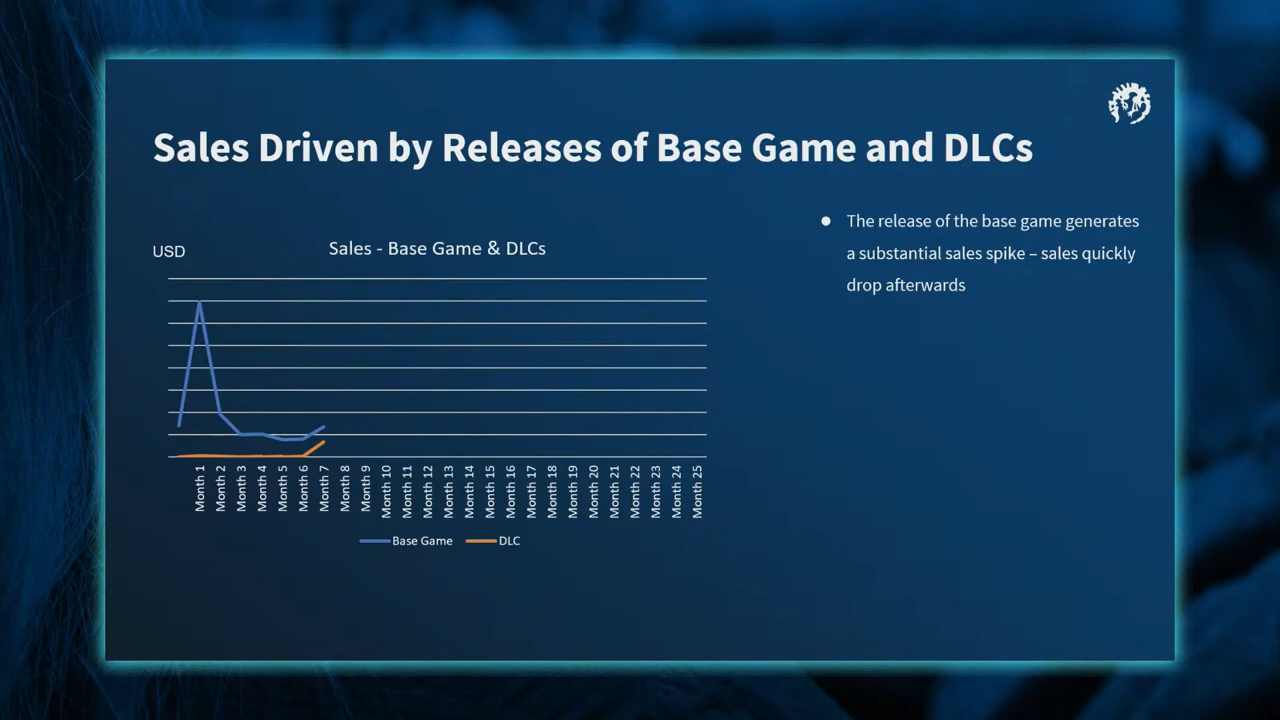 Sales Driven by Releases of Base Game and DLCs
USD
Sales - Base Game & DLCs
Month 1
Month 2
Month 3
Month 4
Month 5
Month 6
Month 7
Month 8
Month 9
Month 10
Month 11
Month 12
Month 13
Month 14
Month 15
Month 16
Month 17
Month 18
Month 19
Month 20
Month 21
Month 22
Month 23
Month 24
Month 25
Base Game
DLC
The release of the base game generates
a substantial sales spike – sales quickly
drop afterwards